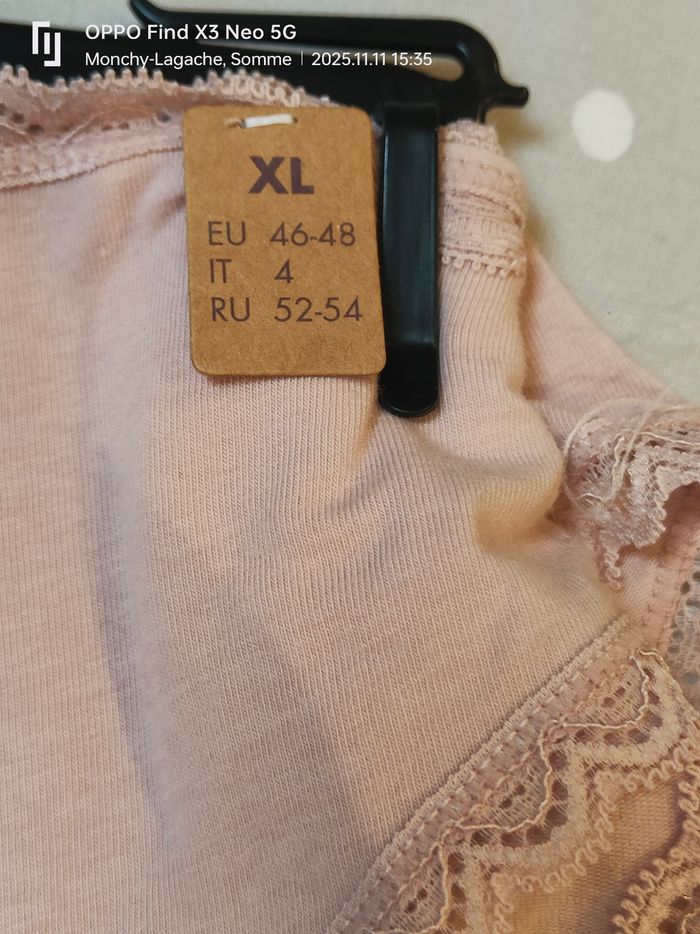 OPPO Find X3 Neo 5G
Monchy-Lagache, Somme | 2025.11.11 15:35
XL
EU 46-48
IT 4
RU 52-54